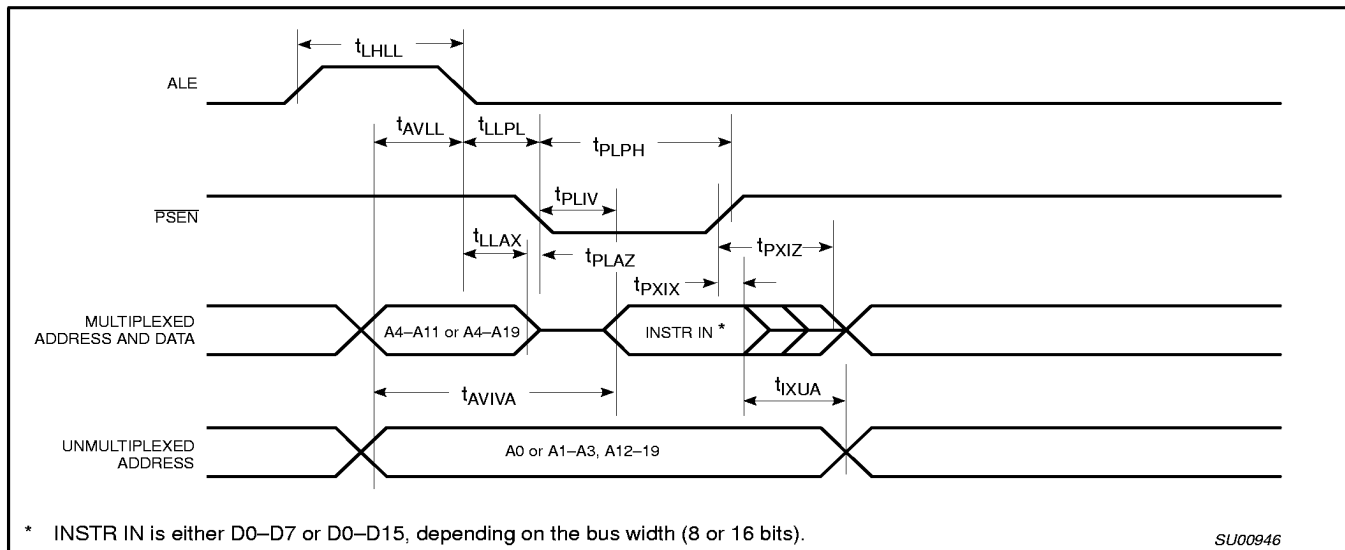 tLHLL
ALE
tAVLL
tLLPL
tPLPH
tPLIV
PSEN
tLLAX
tPLAZ
tPXIZ
tPXIX
MULTIPLEXED
ADDRESS AND DATA
A4–A11 or A4–A19
INSTR IN *
tAVIVA
tIXUA
UNMULTIPLEXED
ADDRESS
A0 or A1–A3, A12–19
* INSTR IN is either D0–D7 or D0–D15, depending on the bus width (8 or 16 bits).
SU00946